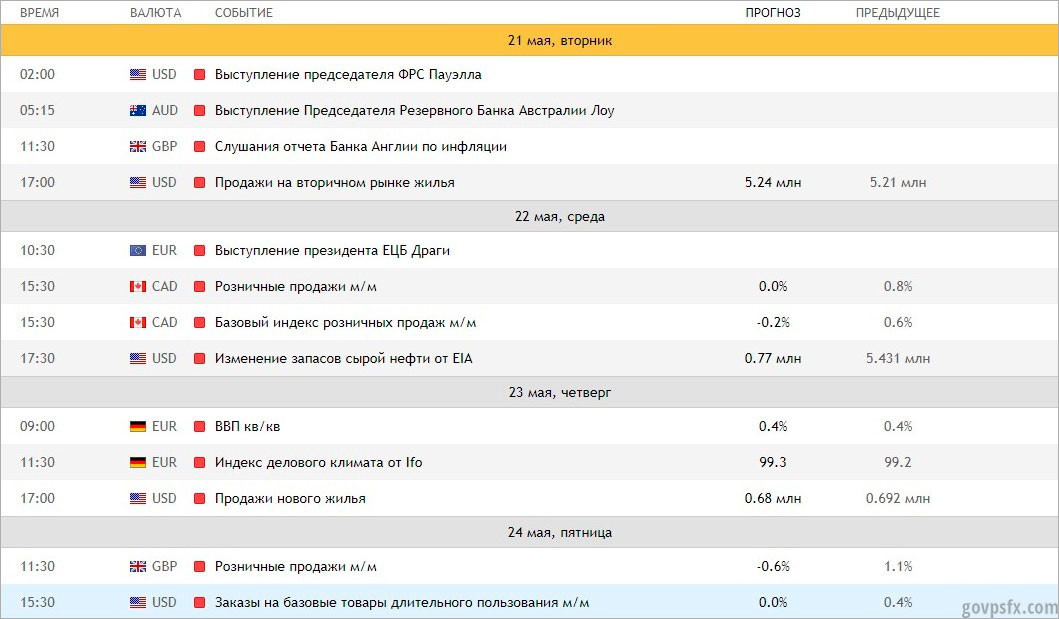 ВРЕМЯ ВАЛЮТА СОБЫТИЕ ПРОГНОЗ ПРЕДЫДУЩЕЕ
21 мая, вторник
02:00 USD Выступление председателя ФРС Пауэлла
05:15 AUD Выступление Председателя Резервного Банка Австралии Лоу
11:30 GBP Слушания отчета Банка Англии по инфляции
17:00 USD Продажи на вторичном рынке жилья 5.24 млн 5.21 млн
22 мая, среда
10:30 EUR Выступление президента ЕЦБ Драги
15:30 CAD Розничные продажи м/м 0.0% 0.8%
15:30 CAD Базовый индекс розничных продаж м/м -0.2% 0.6%
17:30 USD Изменение запасов сырой нефти от EIA 0.77 млн 5.431 млн
23 мая, четверг
09:00 EUR ВВП кв/кв 0.4% 0.4%
11:30 EUR Индекс делового климата от Ifo 99.3 99.2
17:00 USD Продажи нового жилья 0.68 млн 0.692 млн
24 мая, пятница
11:30 GBP Розничные продажи м/м -0.6% 1.1%
15:30 USD Заказы на базовые товары длительного пользования м/м 0.0% 0.4%
govpsfx.com